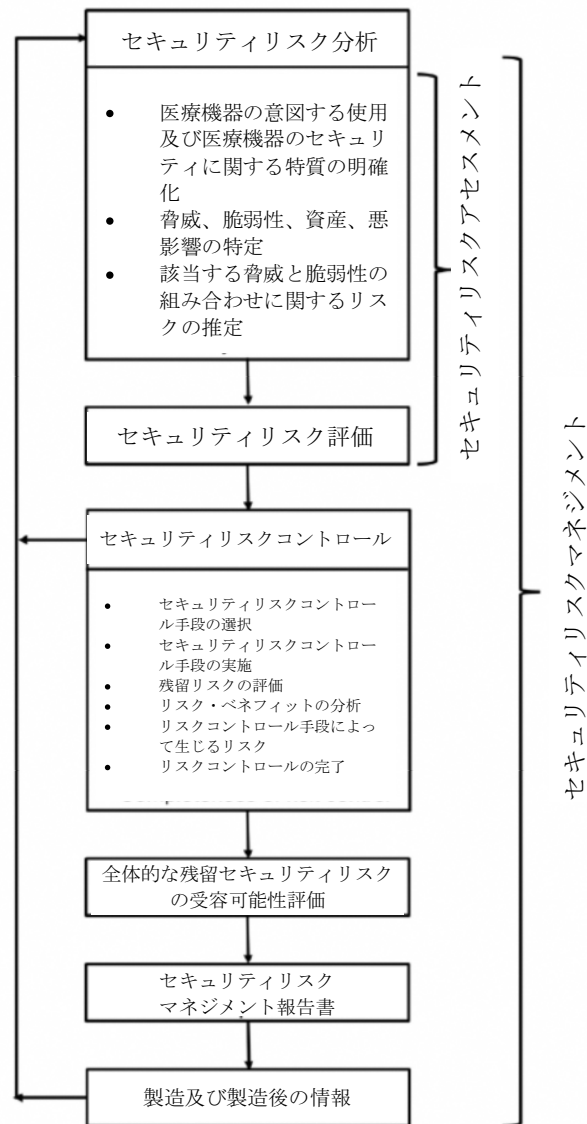 セキュリティリスク分析
• 医療機器の意図する使用
及び医療機器のセキュリ
ティに関する特質の明確
化
• 脅威、脆弱性、資産、悪
影響の特定
• 該当する脅威と脆弱性の
組み合わせに関するリス
クの推定
セキュリティリスク評価
セキュリティリスクアセスメント
セキュリティリスクコントロール
• セキュリティリスクコントロー
ル手段の選択
• セキュリティリスクコントロー
ル手段の実施
• 残留リスクの評価
• リスク・ベネフィットの分析
• リスクコントロール手段によっ
て生じるリスク
• リスクコントロールの完了
全体的な残留セキュリティリスク
の受容可能性評価
セキュリティリスク
マネジメント報告書
製造及び製造後の情報
セキュリティリスクマネジメント